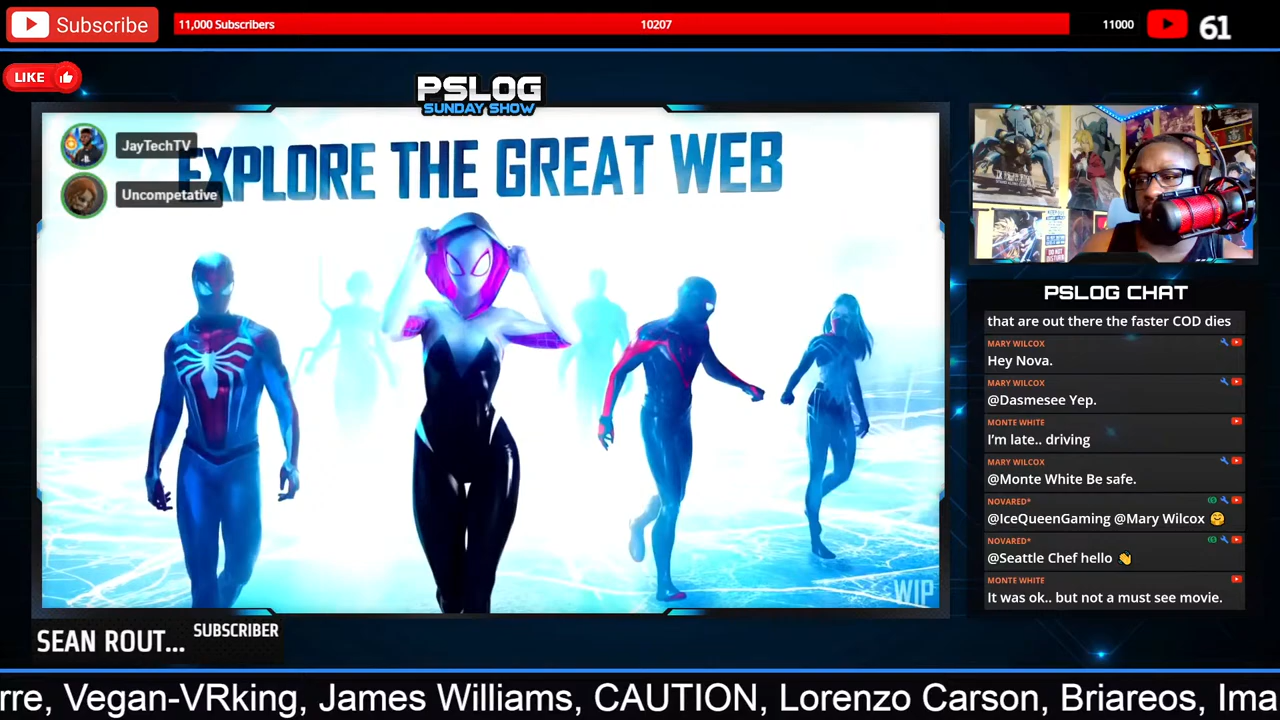 Subscribe
11,000 Subscribers
10207
11000
61
LIKE
PSLOG
SUNDAY SHOW
JayTechTV
Uncompetative
EXPLORE THE GREAT WEB
WIP
PSLOG CHAT
that are out there the faster COD dies
MARY WILCOX
Hey Nova.
MARY WILCOX
@Dasmesee Yep.
MONTE WHITE
I'm late.. driving
MARY WILCOX
@Monte White Be safe.
NOVARED*
@IceQueenGaming @Mary Wilcox
NOVARED*
@Seattle Chef hello
MONTE WHITE
It was ok.. but not a must see movie.
SEAN ROUT...
SUBSCRIBER
rre, Vegan-VRking, James Williams, CAUTION, Lorenzo Carson, Briareos, Ima